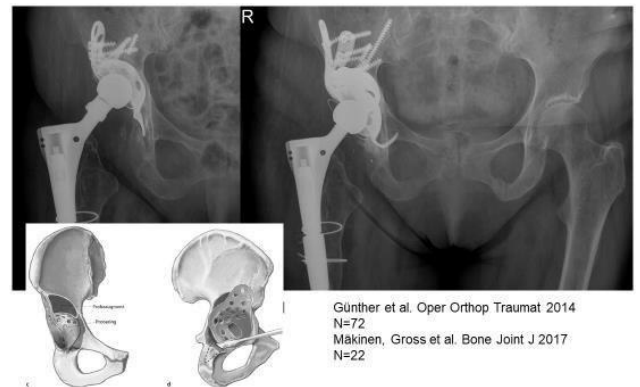 R
Günther et al. Oper Orthop Traumat 2014
N=72
Mäkinen, Gross et al. Bone Joint J 2017
N=22
c
d